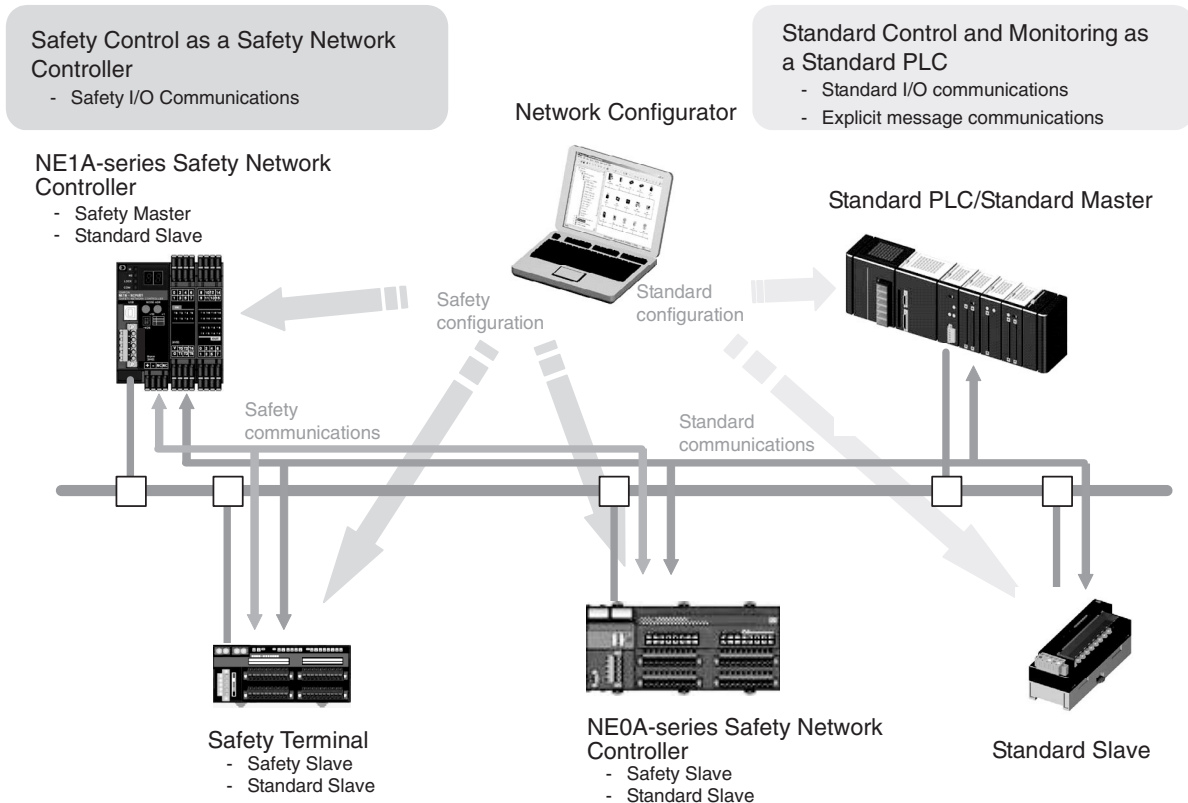 Safety Control as a Safety Network
Controller
- Safety I/O Communications
Standard Control and Monitoring as
a Standard PLC
- Standard I/O communications
- Explicit message communications
Network Configurator
NE1A-series Safety Network
Controller
- Safety Master
- Standard Slave
Standard PLC/Standard Master
Safety
configuration
Standard
configuration
Safety
communications
Standard
communications
Safety Terminal
- Safety Slave
- Standard Slave
NE0A-series Safety Network
Controller
- Safety Slave
- Standard Slave
Standard Slave